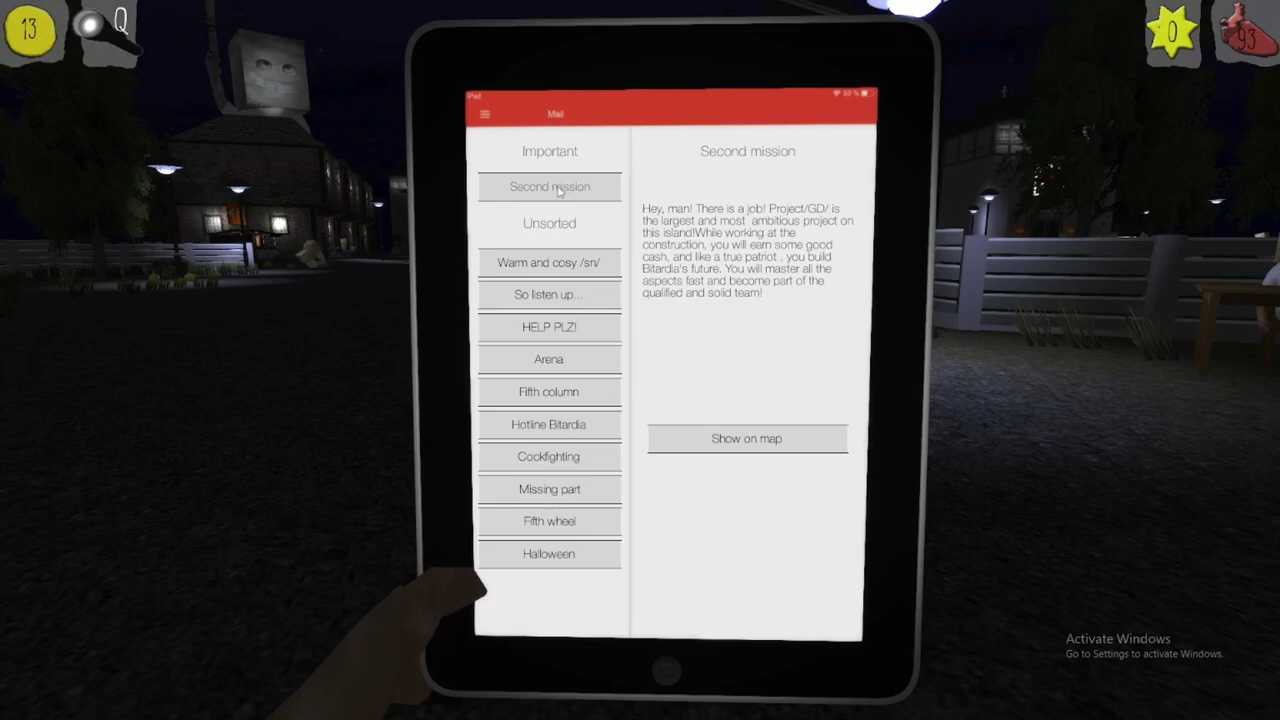 13
Q
0
93
iPad
50 %
Mail
Important
Second mission
Unsorted
Warm and cosy /sn/
So listen up...
HELP PLZ!
Arena
Fifth column
Hotline Bitardia
Cockfighting
Missing part
Fifth wheel
Halloween
Second mission
Hey, man! There is a job! Project/GD/ is
the largest and most ambitious project on
this island!While working at the
construction, you will earn some good
cash, and like a true patriot , you build
Bitardia's future. You will master all the
aspects fast and become part of the
qualified and solid team!
Show on map
Activate Windows
Go to Settings to activate Windows.